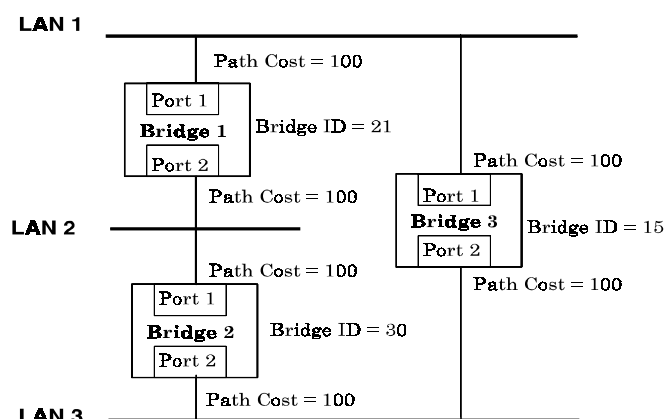 LAN 1
Path Cost = 100
Port 1
Bridge 1
Bridge ID = 21
Port 2
Path Cost = 100
Path Cost = 100
Port 1
Bridge 3
Bridge ID = 15
Port 2
Path Cost = 100
LAN 2
Path Cost = 100
Port 1
Bridge 2
Bridge ID = 30
Port 2
Path Cost = 100
LAN 3